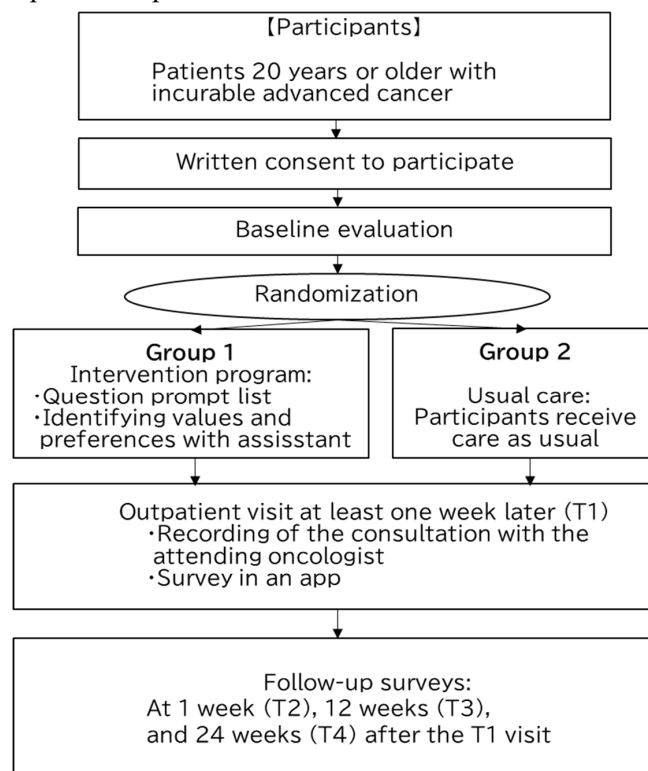 【Participants】
Patients 20 years or older with
incurable advanced cancer
Written consent to participate
Baseline evaluation
Randomization
Group 1
Intervention program:
・Question prompt list
・Identifying values and
preferences with assisstant
Group 2
Usual care:
Participants receive
care as usual
Outpatient visit at least one week later (T1)
・Recording of the consultation with the
attending oncologist
・Survey in an app
Follow-up surveys:
At 1 week (T2), 12 weeks (T3),
and 24 weeks (T4) after the T1 visit